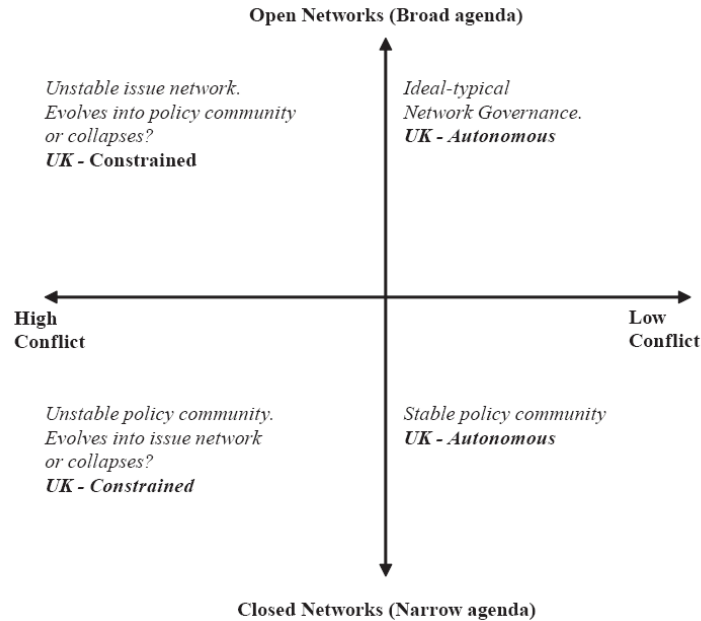 Open Networks (Broad agenda)
Unstable issue network.
Evolves into policy community
or collapses?
UK - Constrained
Ideal-typical
Network Governance.
UK - Autonomous
High
Conflict
Low
Conflict
Unstable policy community.
Evolves into issue network
or collapses?
UK - Constrained
Stable policy community
UK - Autonomous
Closed Networks (Narrow agenda)